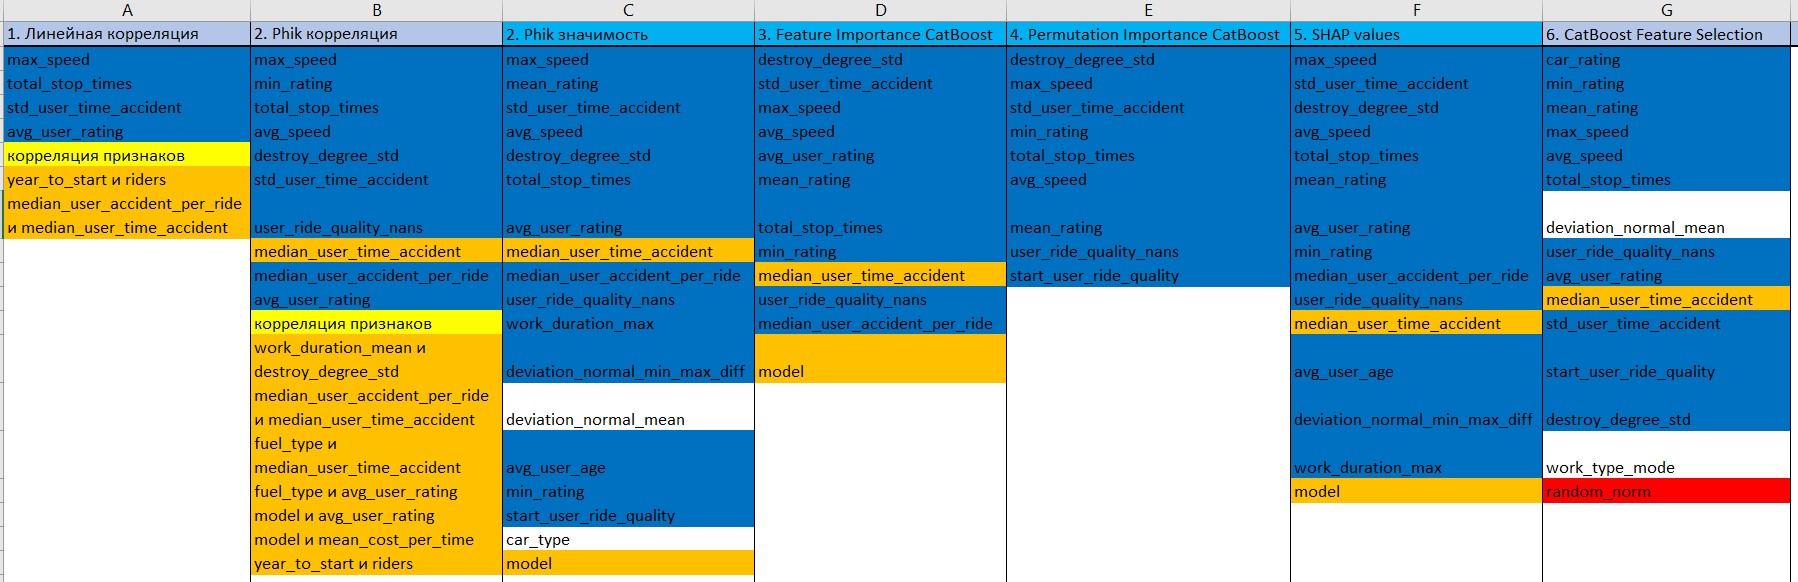 A B C D E F G
1. Линейная корреляция 2. Phik корреляция 2. Phik значимость 3. Feature Importance CatBoost 4. Permutation Importance CatBoost 5. SHAP values 6. CatBoost Feature Selection
max_speed max_speed max_speed destroy_degree_std destroy_degree_std max_speed car_rating
total_stop_times min_rating mean_rating std_user_time_accident max_speed std_user_time_accident min_rating
std_user_time_accident total_stop_times std_user_time_accident max_speed std_user_time_accident destroy_degree_std mean_rating
avg_user_rating avg_speed avg_speed avg_speed min_rating avg_speed max_speed
корреляция признаков destroy_degree_std destroy_degree_std avg_user_rating total_stop_times total_stop_times avg_speed
year_to_start и riders std_user_time_accident total_stop_times mean_rating avg_speed mean_rating total_stop_times
median_user_accident_per_ride
и median_user_time_accident user_ride_quality_nans avg_user_rating total_stop_times mean_rating avg_user_rating deviation_normal_mean
median_user_time_accident median_user_time_accident min_rating user_ride_quality_nans min_rating user_ride_quality_nans
median_user_accident_per_ride median_user_accident_per_ride median_user_time_accident start_user_ride_quality median_user_accident_per_ride avg_user_rating
avg_user_rating user_ride_quality_nans user_ride_quality_nans user_ride_quality_nans median_user_time_accident
корреляция признаков work_duration_max median_user_accident_per_ride median_user_time_accident std_user_time_accident
work_duration_mean и
destroy_degree_std deviation_normal_min_max_diff model avg_user_age start_user_ride_quality
median_user_accident_per_ride
и median_user_time_accident deviation_normal_mean deviation_normal_min_max_diff destroy_degree_std
fuel_type и
median_user_time_accident avg_user_age work_duration_max work_type_mode
fuel_type и avg_user_rating min_rating model random_norm
model и avg_user_rating start_user_ride_quality
model и mean_cost_per_time car_type
year_to_start и riders model